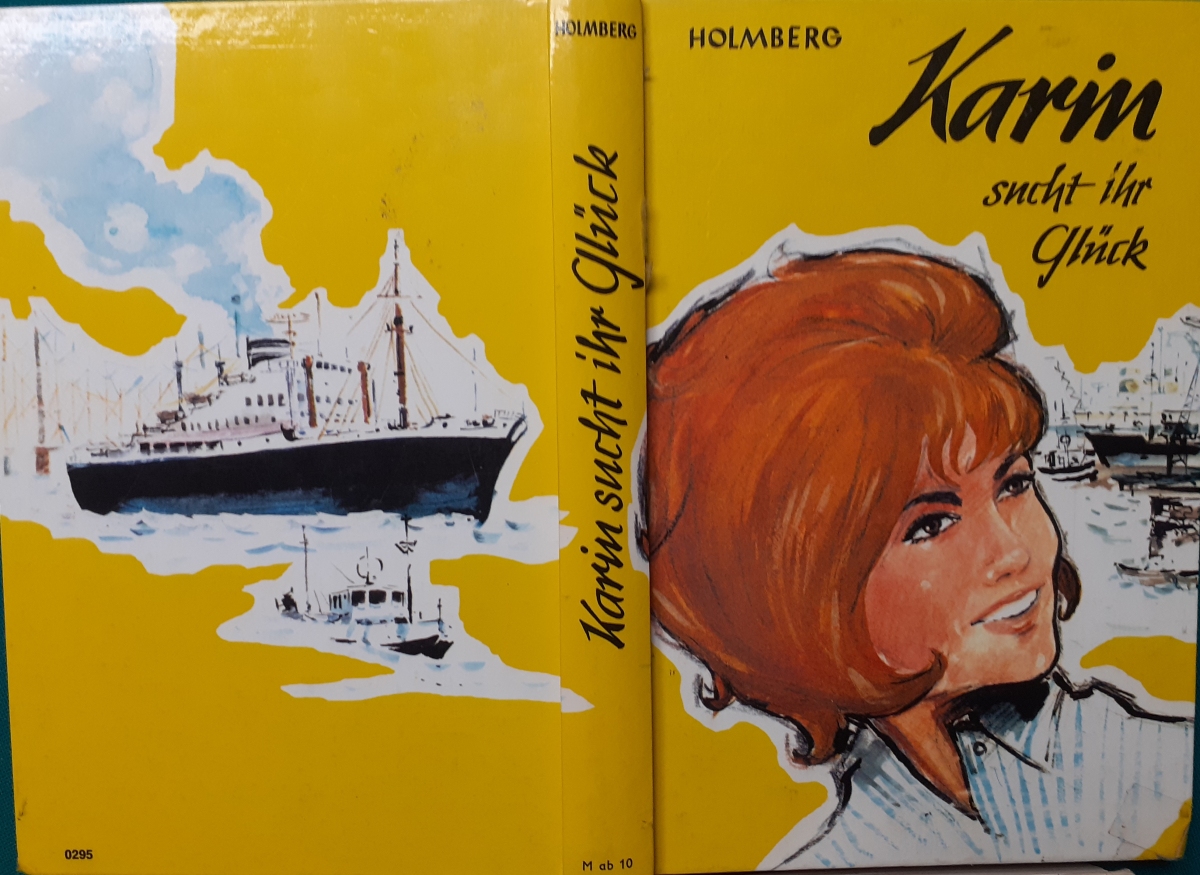 HOLMBERG
Karin
sucht ihr
Glück
HOLMBERG
Karin sucht ihr Glück
M ab 10
0295